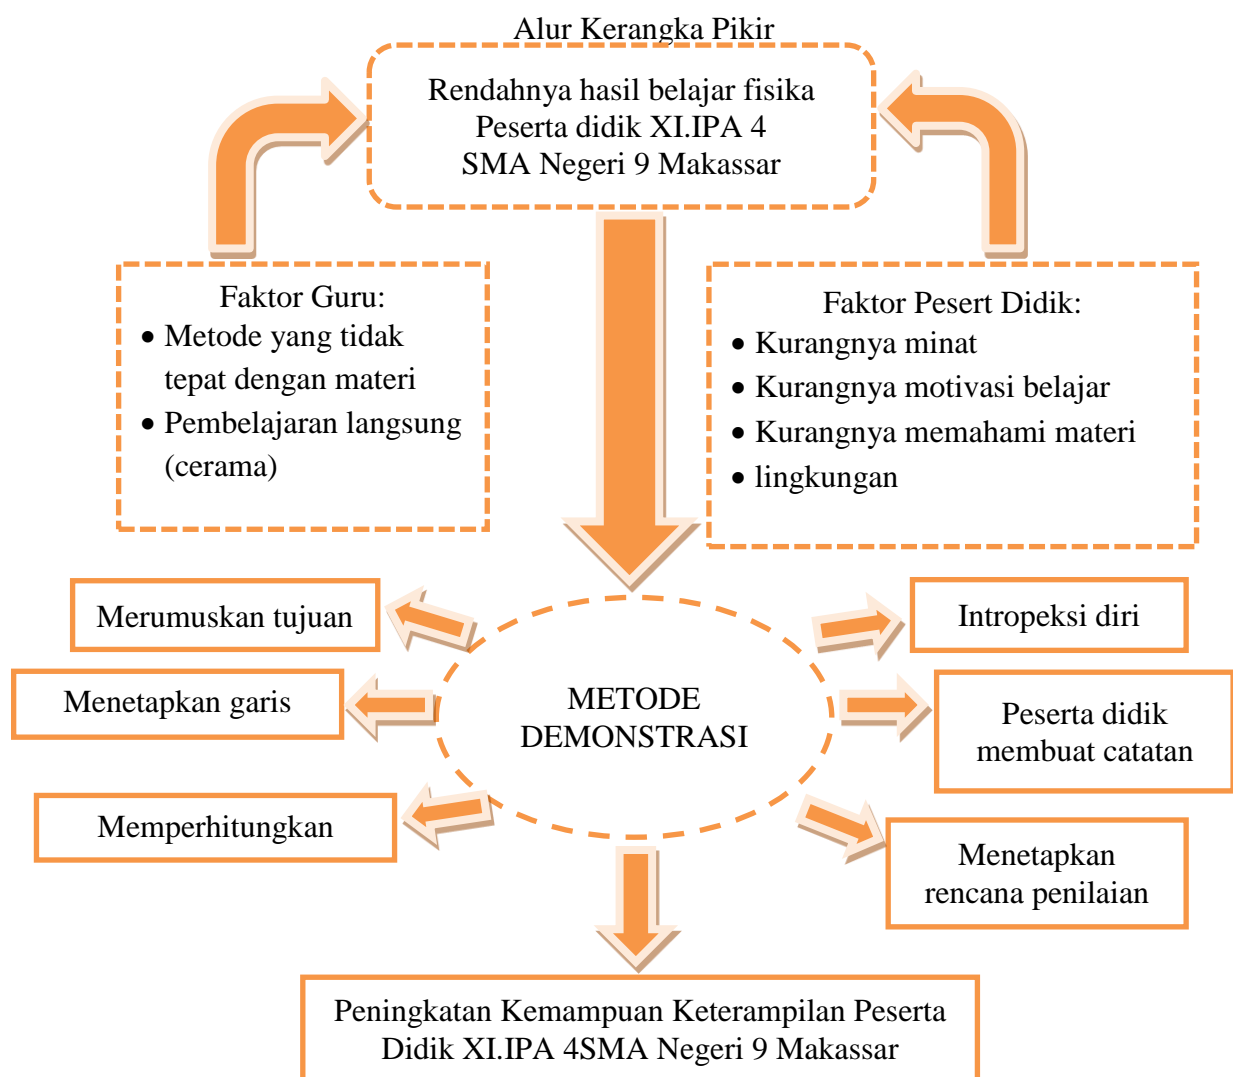 Alur Kerangka Pikir
Rendahnya hasil belajar fisika
Peserta didik XI.IPA 4
SMA Negeri 9 Makassar
Faktor Guru:
• Metode yang tidak
tepat dengan materi
• Pembelajaran langsung
(cerama)
Faktor Pesert Didik:
• Kurangnya minat
• Kurangnya motivasi belajar
• Kurangnya memahami materi
• lingkungan
Merumuskan tujuan
Menetapkan garis
Memperhitungkan
METODE
DEMONSTRASI
Intropeksi diri
Peserta didik
membuat catatan
Menetapkan
rencana penilaian
Peningkatan Kemampuan Keterampilan Peserta
Didik XI.IPA 4SMA Negeri 9 Makassar